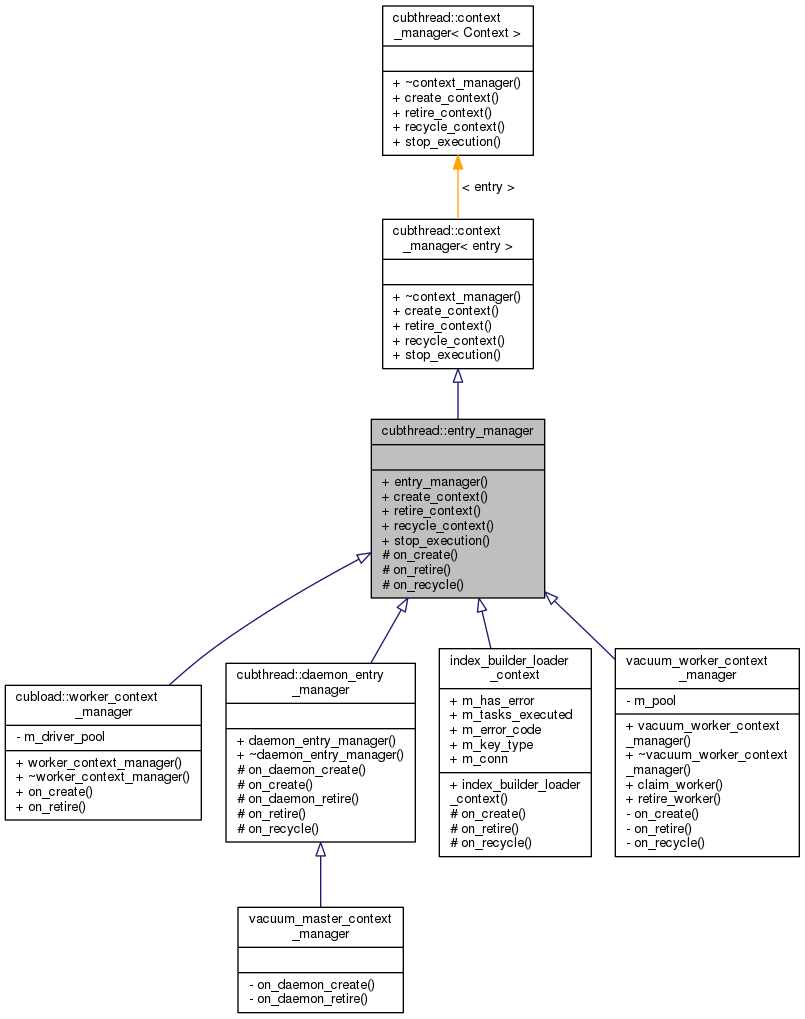 cubthread::context
_manager< Context >
+ ~context_manager()
+ create_context()
+ retire_context()
+ recycle_context()
+ stop_execution()
< entry >
cubthread::context
_manager< entry >
+ ~context_manager()
+ create_context()
+ retire_context()
+ recycle_context()
+ stop_execution()
cubthread::entry_manager
+ entry_manager()
+ create_context()
+ retire_context()
+ recycle_context()
+ stop_execution()
# on_create()
# on_retire()
# on_recycle()
cubload::worker_context
_manager
- m_driver_pool
+ worker_context_manager()
+ ~worker_context_manager()
+ on_create()
+ on_retire()
cubthread::daemon_entry
_manager
+ daemon_entry_manager()
+ ~daemon_entry_manager()
# on_daemon_create()
# on_create()
# on_daemon_retire()
# on_retire()
# on_recycle()
index_builder_loader
_context
+ m_has_error
+ m_tasks_executed
+ m_error_code
+ m_key_type
+ m_conn
+ index_builder_loader
_context()
# on_create()
# on_retire()
# on_recycle()
vacuum_worker_context
_manager
- m_pool
+ vacuum_worker_context
_manager()
+ ~vacuum_worker_context
_manager()
+ claim_worker()
+ retire_worker()
- on_create()
- on_retire()
- on_recycle()
vacuum_master_context
_manager
- on_daemon_create()
- on_daemon_retire()